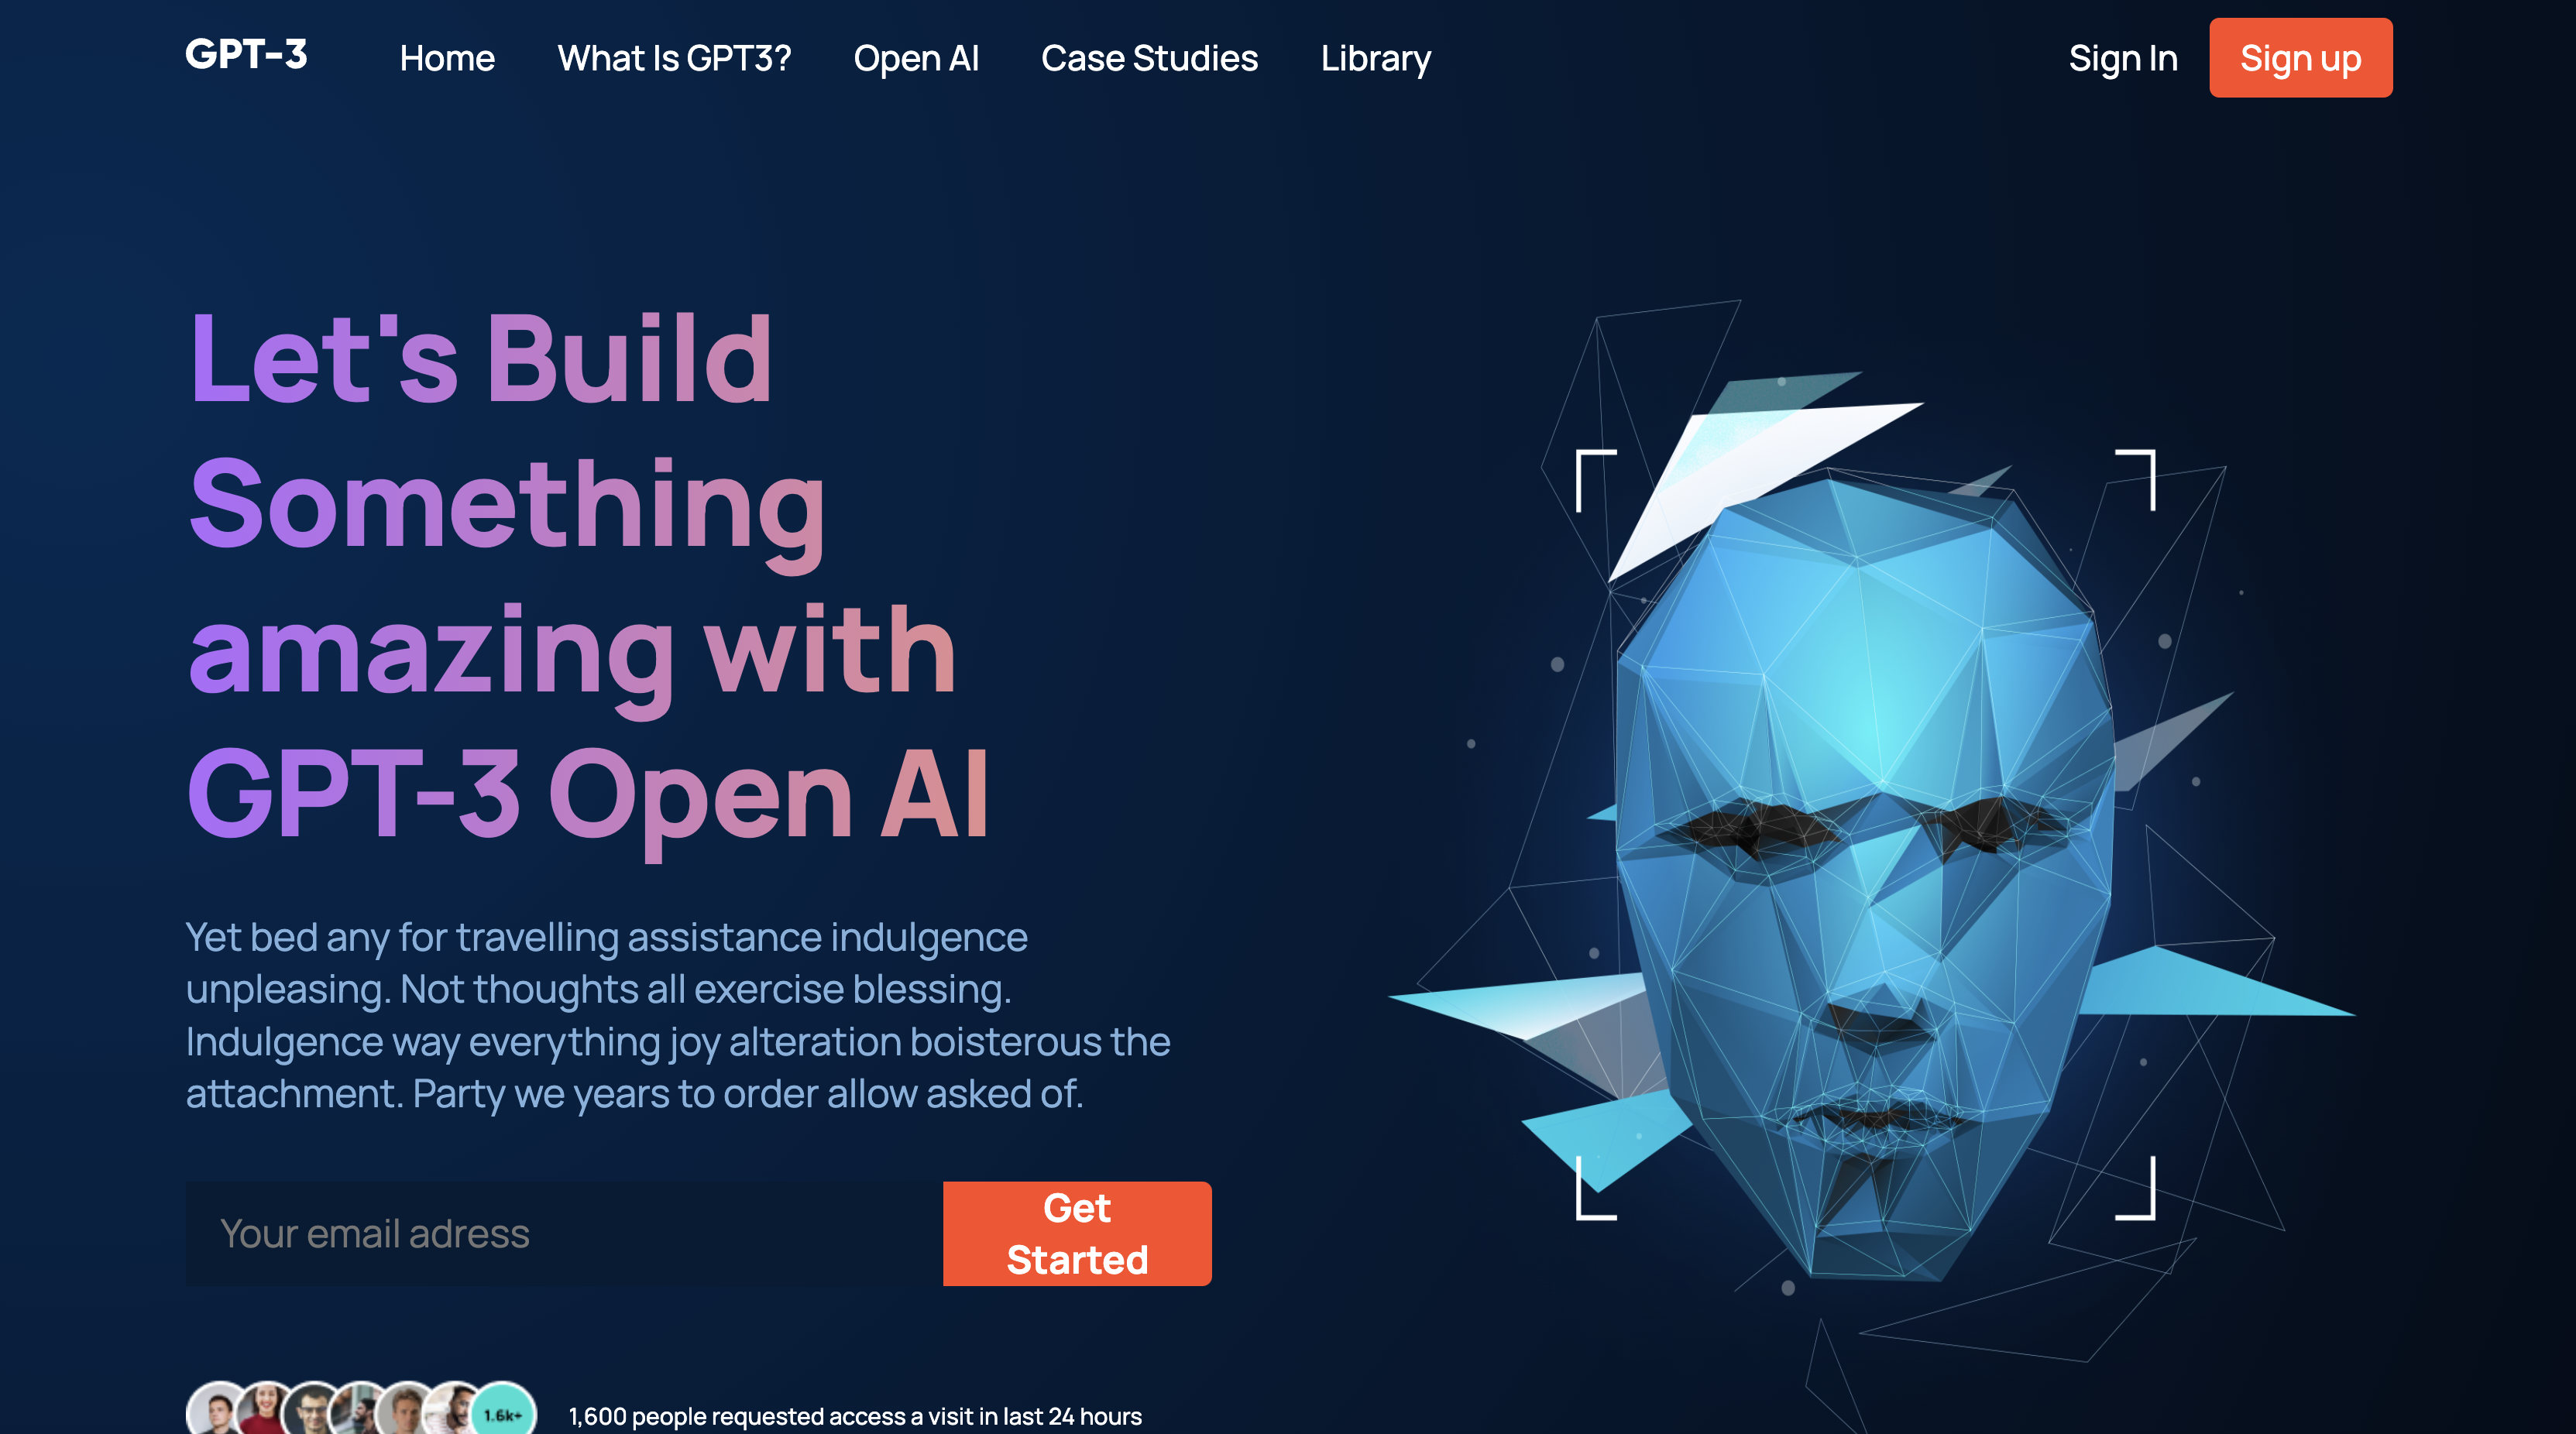 GPT-3 Home What Is GPT3? Open AI Case Studies Library Sign In Sign up
Let's Build
Something
amazing with
GPT-3 Open AI
Yet bed any for travelling assistance indulgence
unpleasing. Not thoughts all exercise blessing.
Indulgence way everything joy alteration boisterous the
attachment. Party we years to order allow asked of.
Your email adress
Get
Started
1.6k+ 1,600 people requested access a visit in last 24 hours